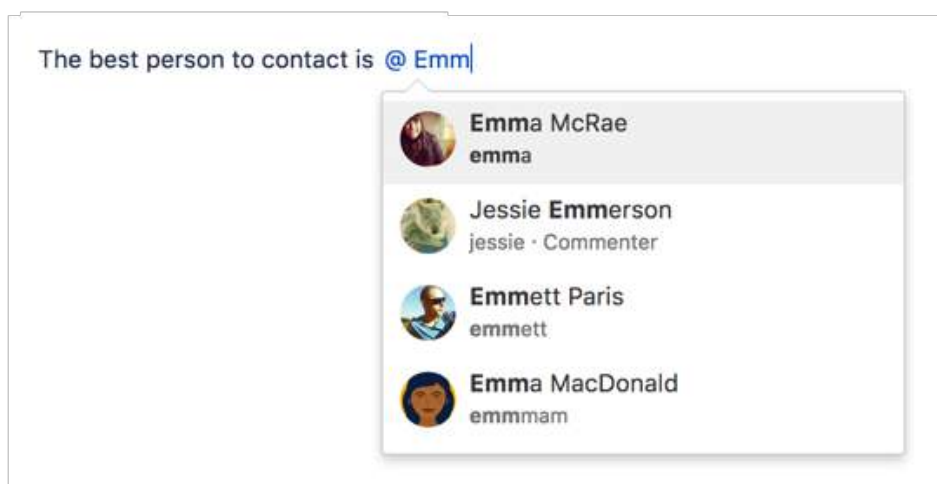 The best person to contact is @ Emm
Emma McRae
emma
Jessie Emmerson
jessie · Commenter
Emmett Paris
emmett
Emma MacDonald
emmmam